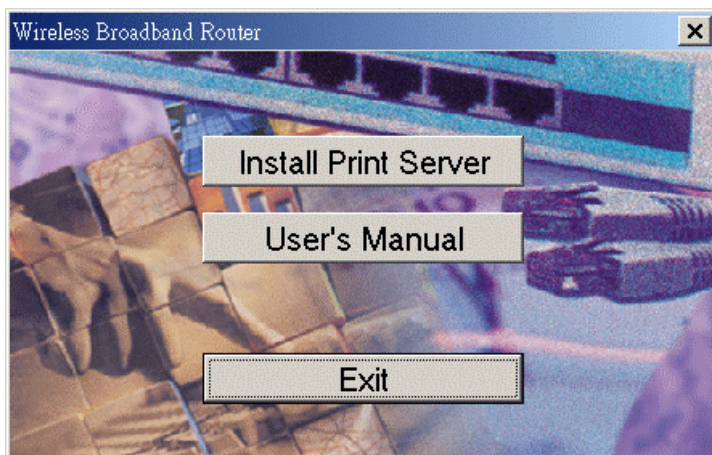 Wireless Broadband Router
Install Print Server
User's Manual
Exit